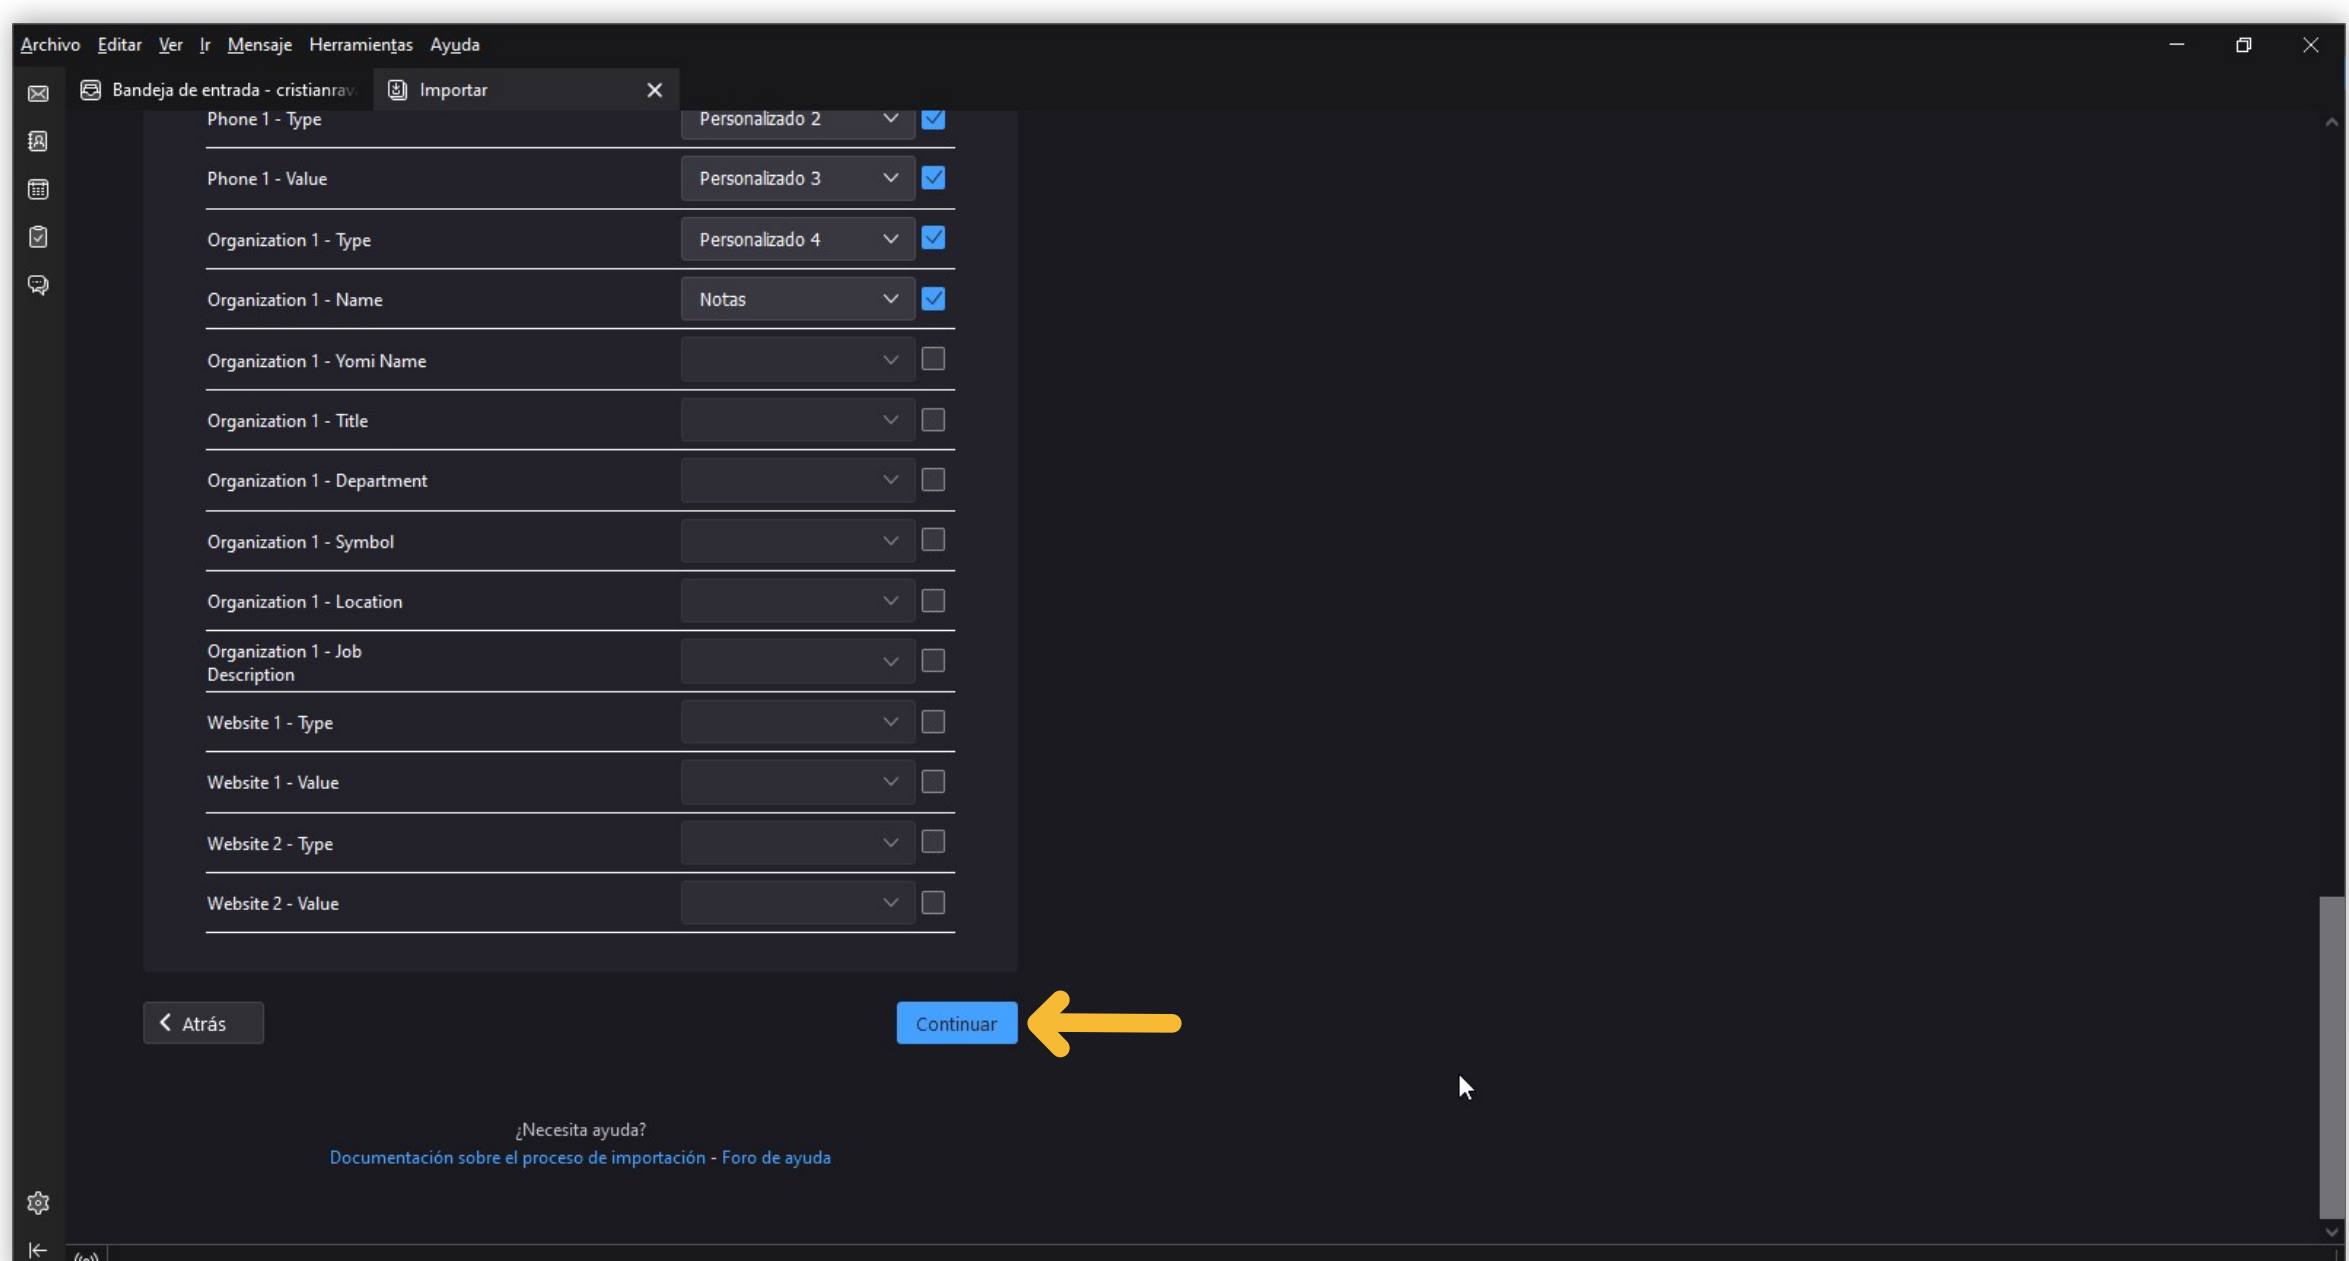 Archivo Editar Ver Ir Mensaje Herramientas Ayuda
Bandeja de entrada - cristianrav
Importar
Phone 1 - Type
Personalizado 2
Phone 1 - Value
Personalizado 3
Organization 1 - Type
Personalizado 4
Organization 1 - Name
Notas
Organization 1 - Yomi Name
Organization 1 - Title
Organization 1 - Department
Organization 1 - Symbol
Organization 1 - Location
Organization 1 - Job
Description
Website 1 - Type
Website 1 - Value
Website 2 - Type
Website 2 - Value
Atrás
Continuar
¿Necesita ayuda?
Documentación sobre el proceso de importación - Foro de ayuda